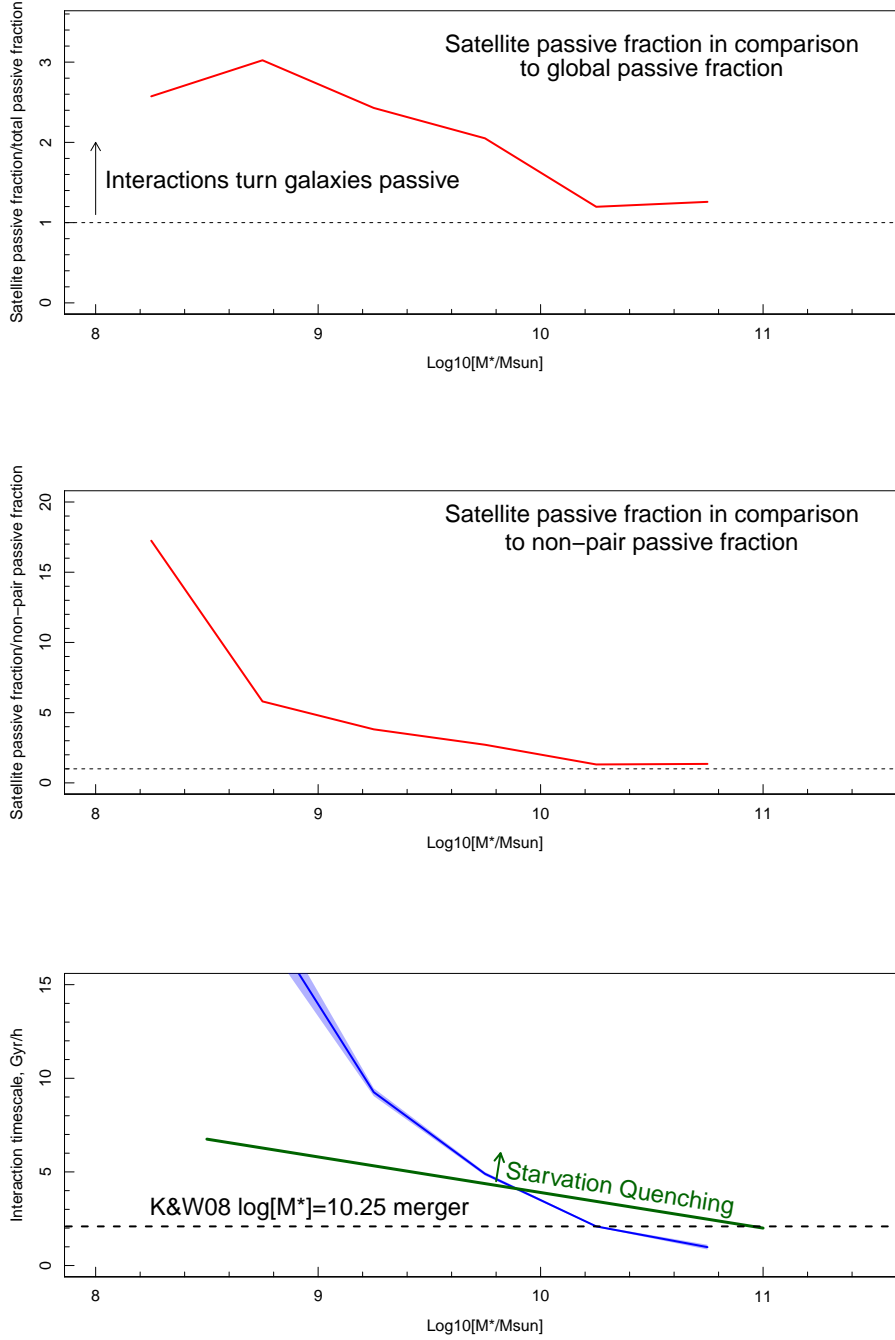 Satellite passive fraction in comparison
to global passive fraction
Interactions turn galaxies passive
Satellite passive fraction/total passive fraction
0
1
2
3
8
9
10
11
Log10[M*/Msun]
Satellite passive fraction in comparison
to non−pair passive fraction
Satellite passive fraction/non−pair passive fraction
0
5
10
15
20
8
9
10
11
Log10[M*/Msun]
Interaction timescale, Gyr/h
0
5
10
15
Starvation Quenching
K&W08 log[M*]=10.25 merger
8
9
10
11
Log10[M*/Msun]